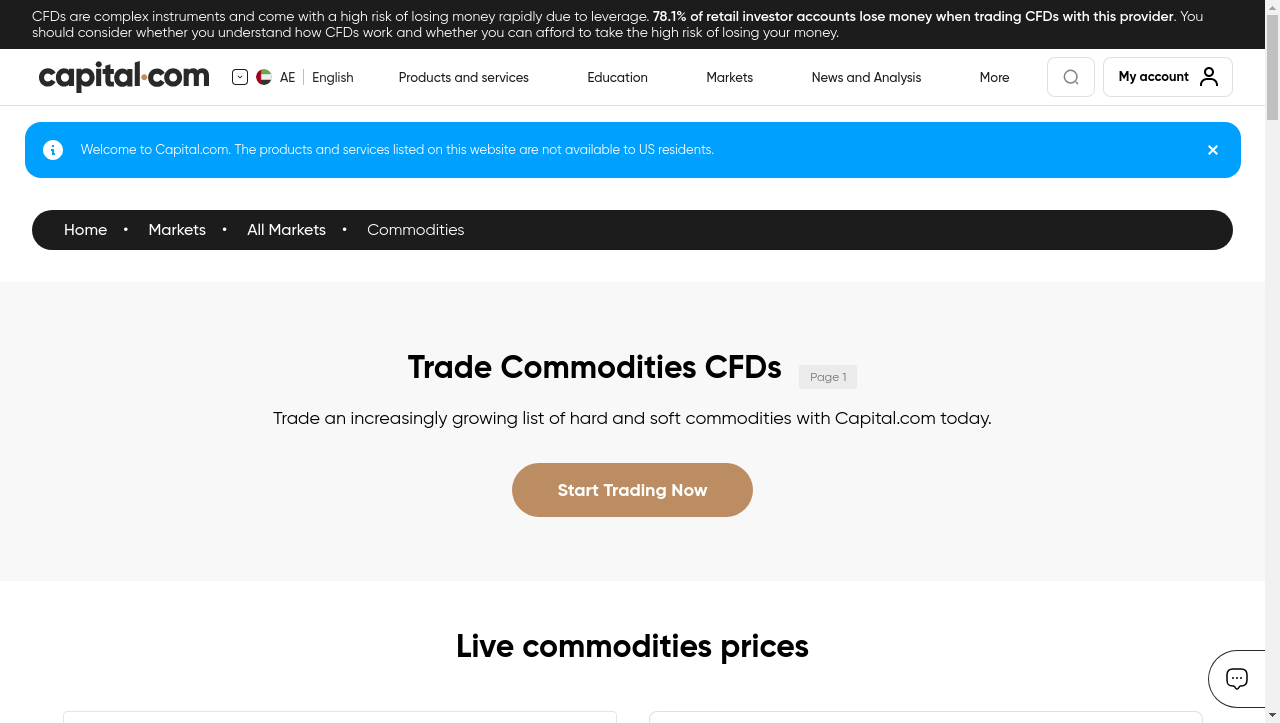 CFDs are complex instruments and come with a high risk of losing money rapidly due to leverage. 78.1% of retail investor accounts lose money when trading CFDs with this provider. You
should consider whether you understand how CFDs work and whether you can afford to take the high risk of losing your money.
capital.com AE English Products and services Education Markets News and Analysis More My account
Welcome to Capital.com. The products and services listed on this website are not available to US residents.
Home • Markets • All Markets • Commodities
Trade Commodities CFDs Page 1
Trade an increasingly growing list of hard and soft commodities with Capital.com today.
Start Trading Now
Live commodities prices